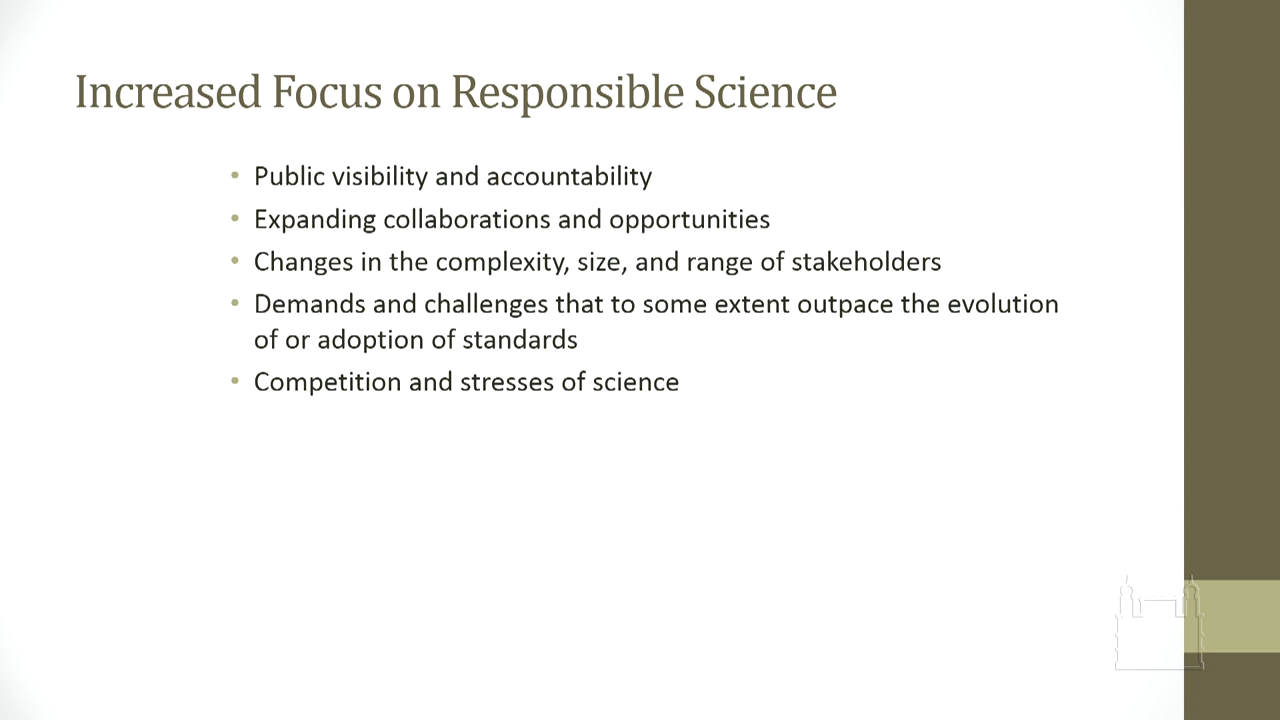 Increased Focus on Responsible Science
• Public visibility and accountability
• Expanding collaborations and opportunities
• Changes in the complexity, size, and range of stakeholders
• Demands and challenges that to some extent outpace the evolution
of or adoption of standards
• Competition and stresses of science